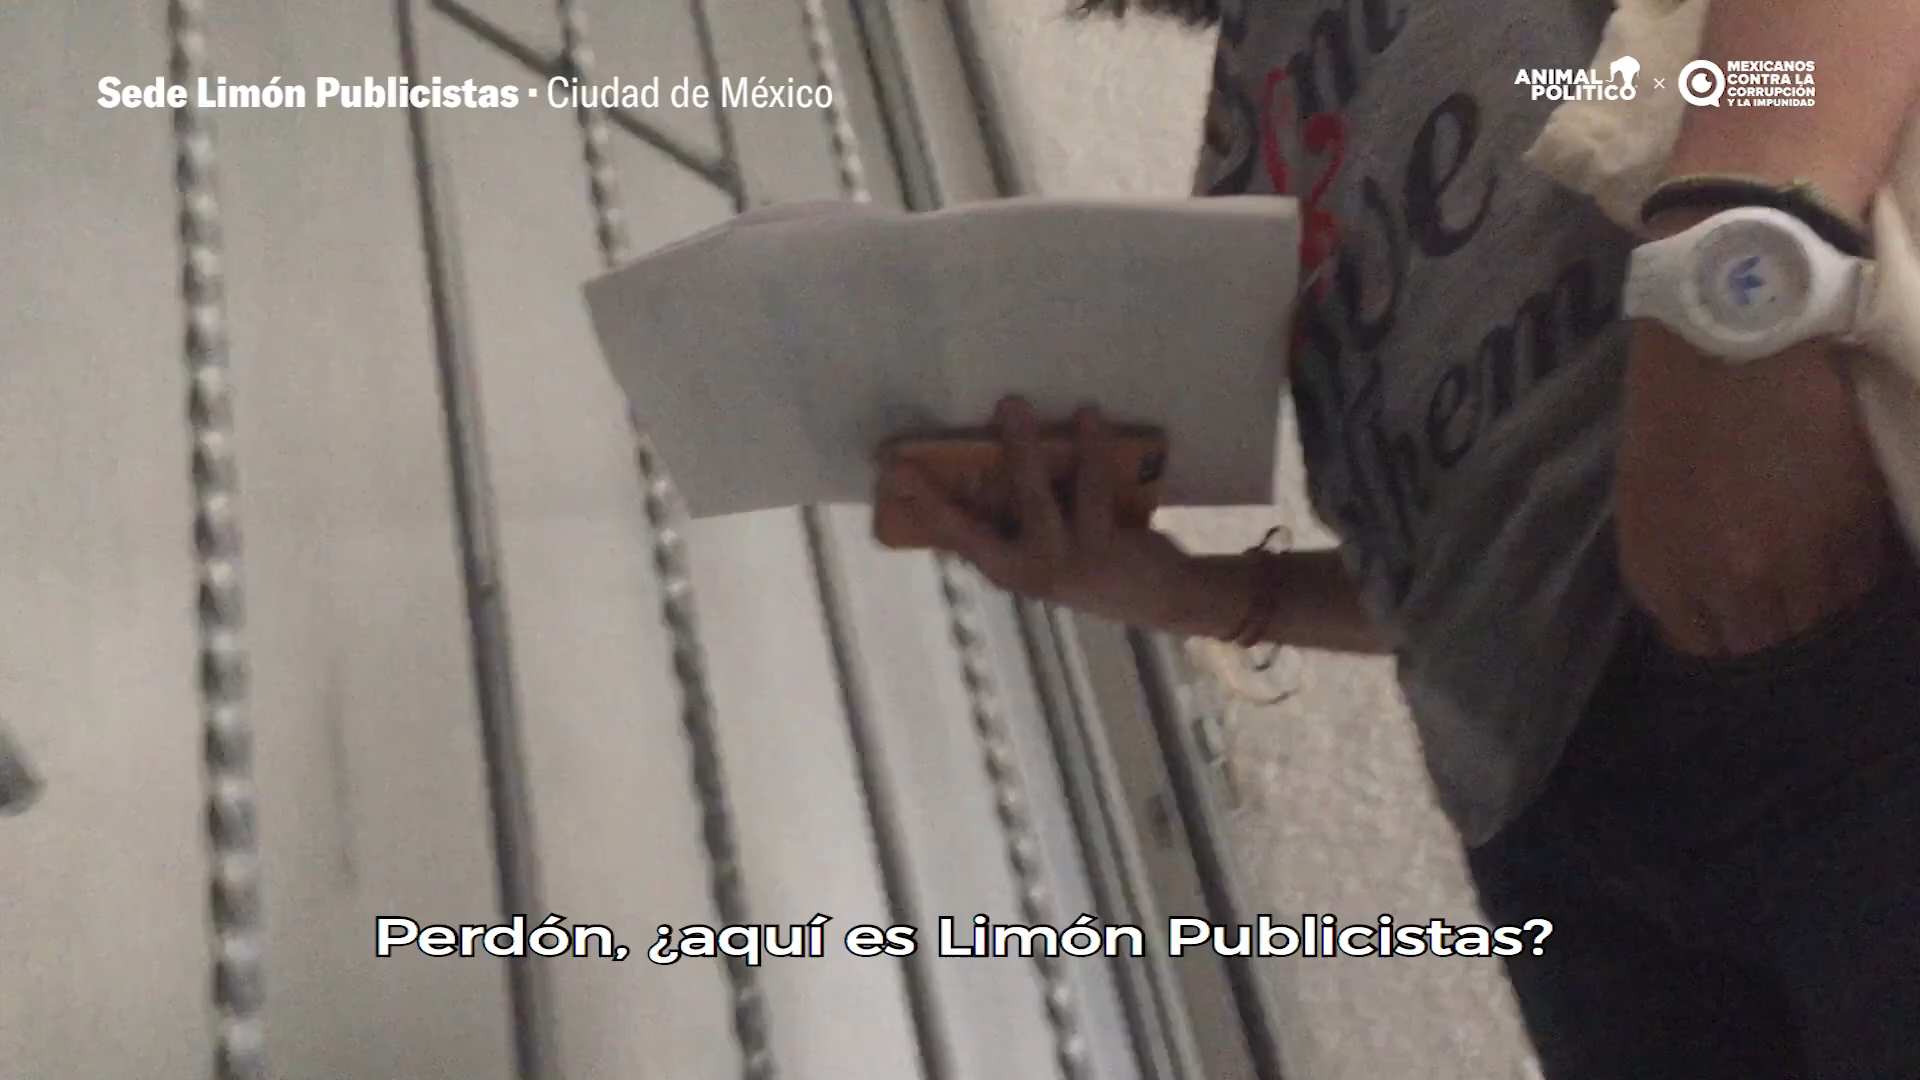 Sede Limón Publicistas · Ciudad de México
ANIMAL
POLÍTICO
×
MEXICANOS
CONTRA LA
CORRUPCIÓN
Y LA IMPUNIDAD
Perdón, ¿aquí es Limón Publicistas?